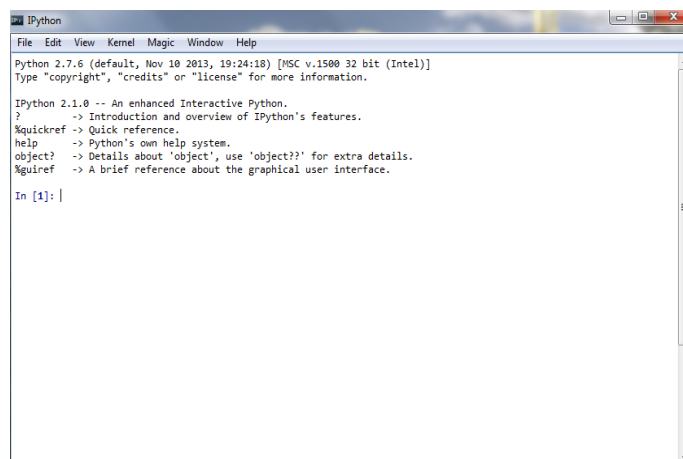 IPython
File Edit View Kernel Magic Window Help
Python 2.7.6 (default, Nov 10 2013, 19:24:18) [MSC v.1500 32 bit (Intel)]
Type "copyright", "credits" or "license" for more information.
IPython 2.1.0 -- An enhanced Interactive Python.
?         -> Introduction and overview of IPython's features.
%quickref -> Quick reference.
help      -> Python's own help system.
object?   -> Details about 'object', use 'object??' for extra details.
%guiref   -> A brief reference about the graphical user interface.
In [1]: